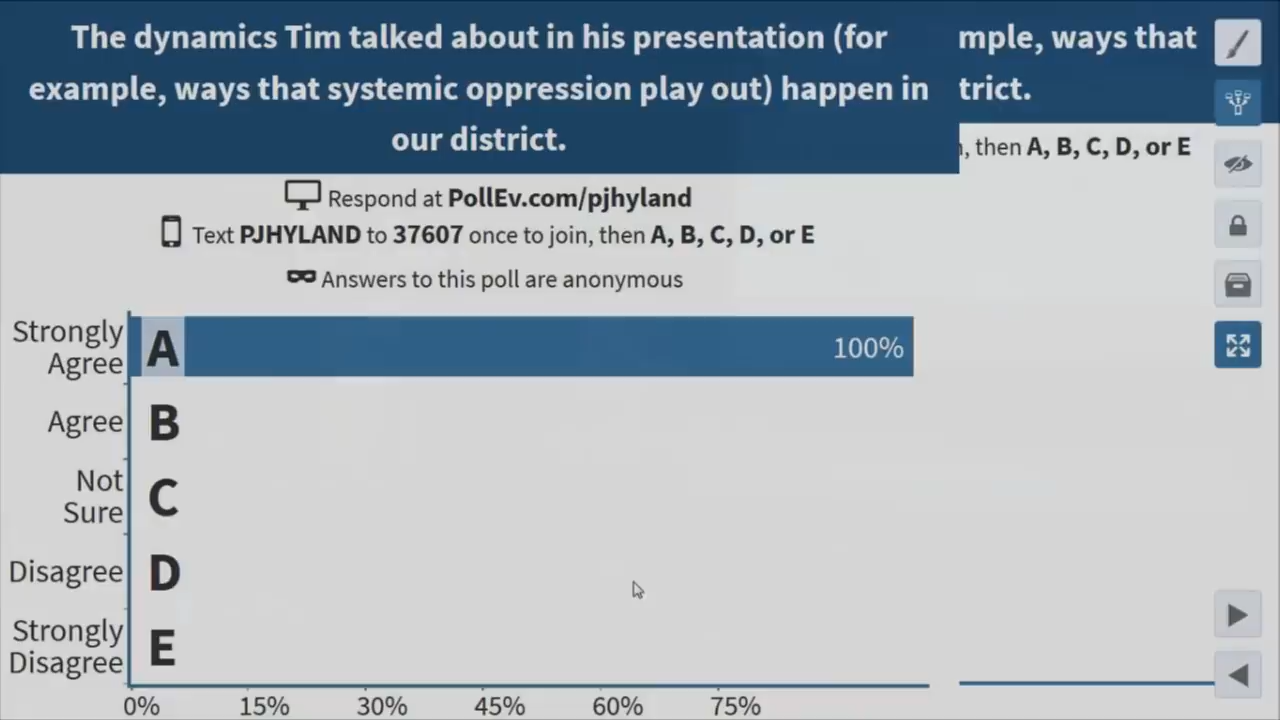 The dynamics Tim talked about in his presentation (for
example, ways that systemic oppression play out) happen in
our district.
mple, ways that
trict.
, then A, B, C, D, or E
Respond at PollEv.com/pjhyland
Text PJHYLAND to 37607 once to join, then A, B, C, D, or E
Answers to this poll are anonymous
Strongly
Agree
A
100%
Agree
B
Not
Sure
C
Disagree
D
Strongly
Disagree
E
0% 15% 30% 45% 60% 75%